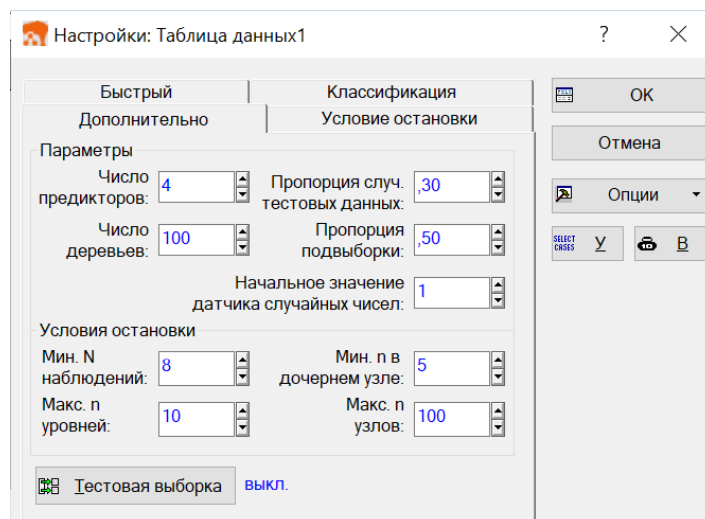 Настройки: Таблица данных1
?
Быстрый
Классификация
Дополнительно
Условие остановки
Параметры
Число
предикторов:
4
Пропорция случ.
тестовых данных:
,30
Число
деревьев:
100
Пропорция
подвыборки:
,50
Начальное значение
датчика случайных чисел:
1
Условия остановки
Мин. N
наблюдений:
8
Мин. n в
дочернем узле:
5
Макс. n
уровней:
10
Макс. n
узлов:
100
Тестовая выборка
выкл.
OK
Отмена
Опции
SELECT
CASES
У
В